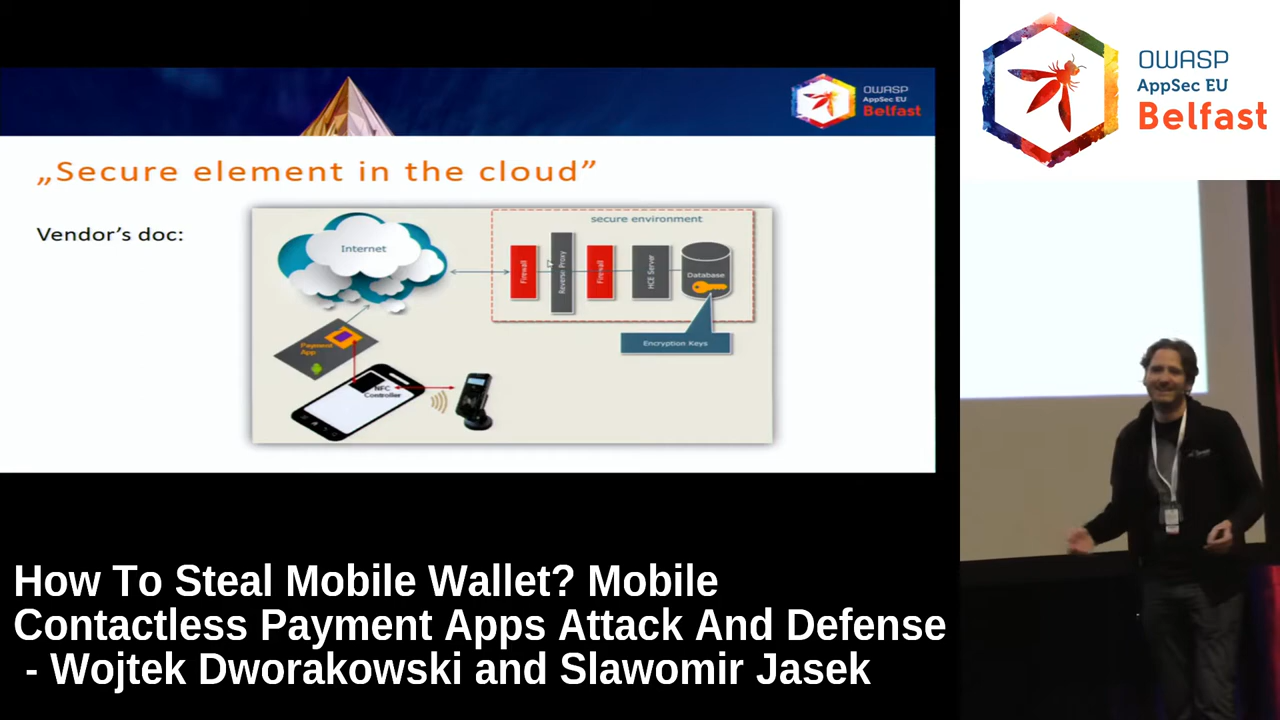 OWASP
AppSec EU
Belfast
OWASP
AppSec EU
Belfast
„Secure element in the cloud”
Vendor’s doc:
Internet
secure environment
Firewall
Reverse Proxy
Firewall
HCE Server
Database
Encryption Keys
Payment
App
NFC
Controller
How To Steal Mobile Wallet? Mobile
Contactless Payment Apps Attack And Defense
- Wojtek Dworakowski and Slawomir Jasek